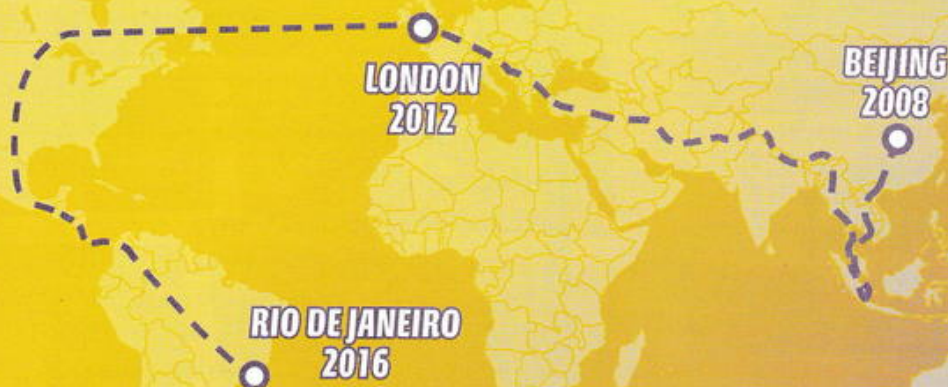 LONDON
2012
BEIJING
2008
RIO DE JANEIRO
2016